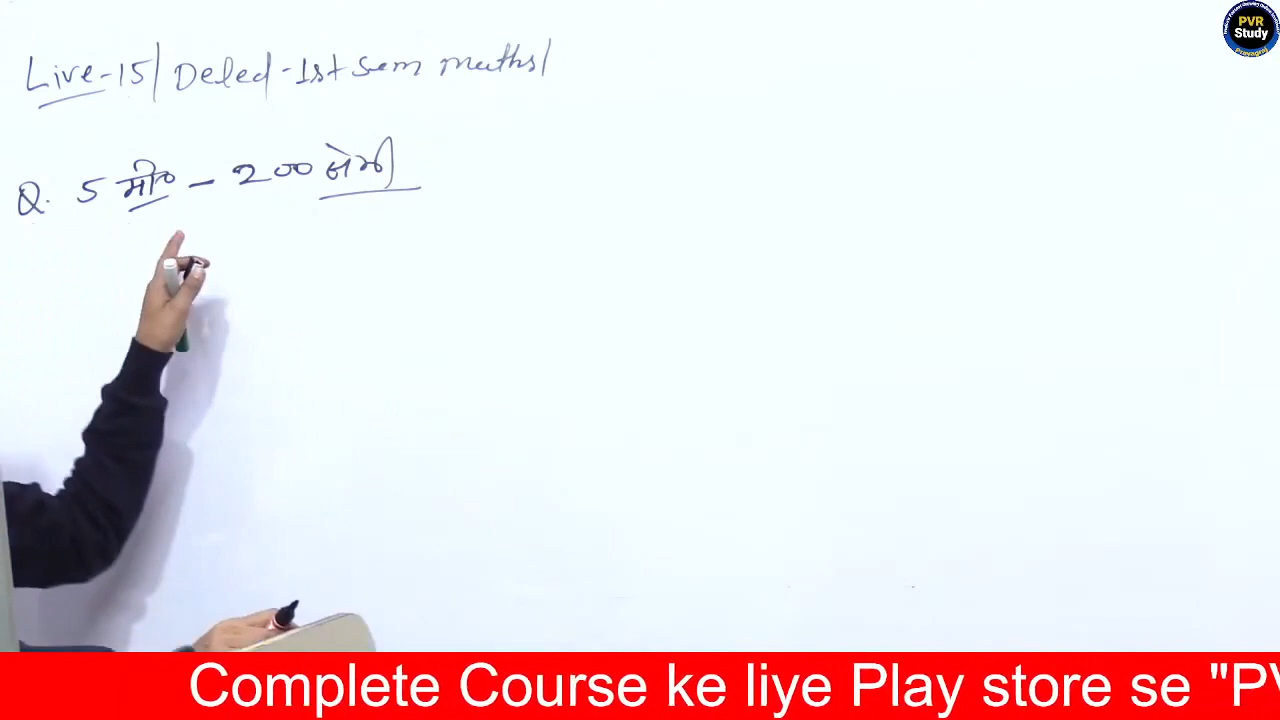 Live-15/ Deled-1st sem maths/
Q. 5 मी० - 200 सेमी
PVR
Study
Prayagraj
Complete Course ke liye Play store se "PV